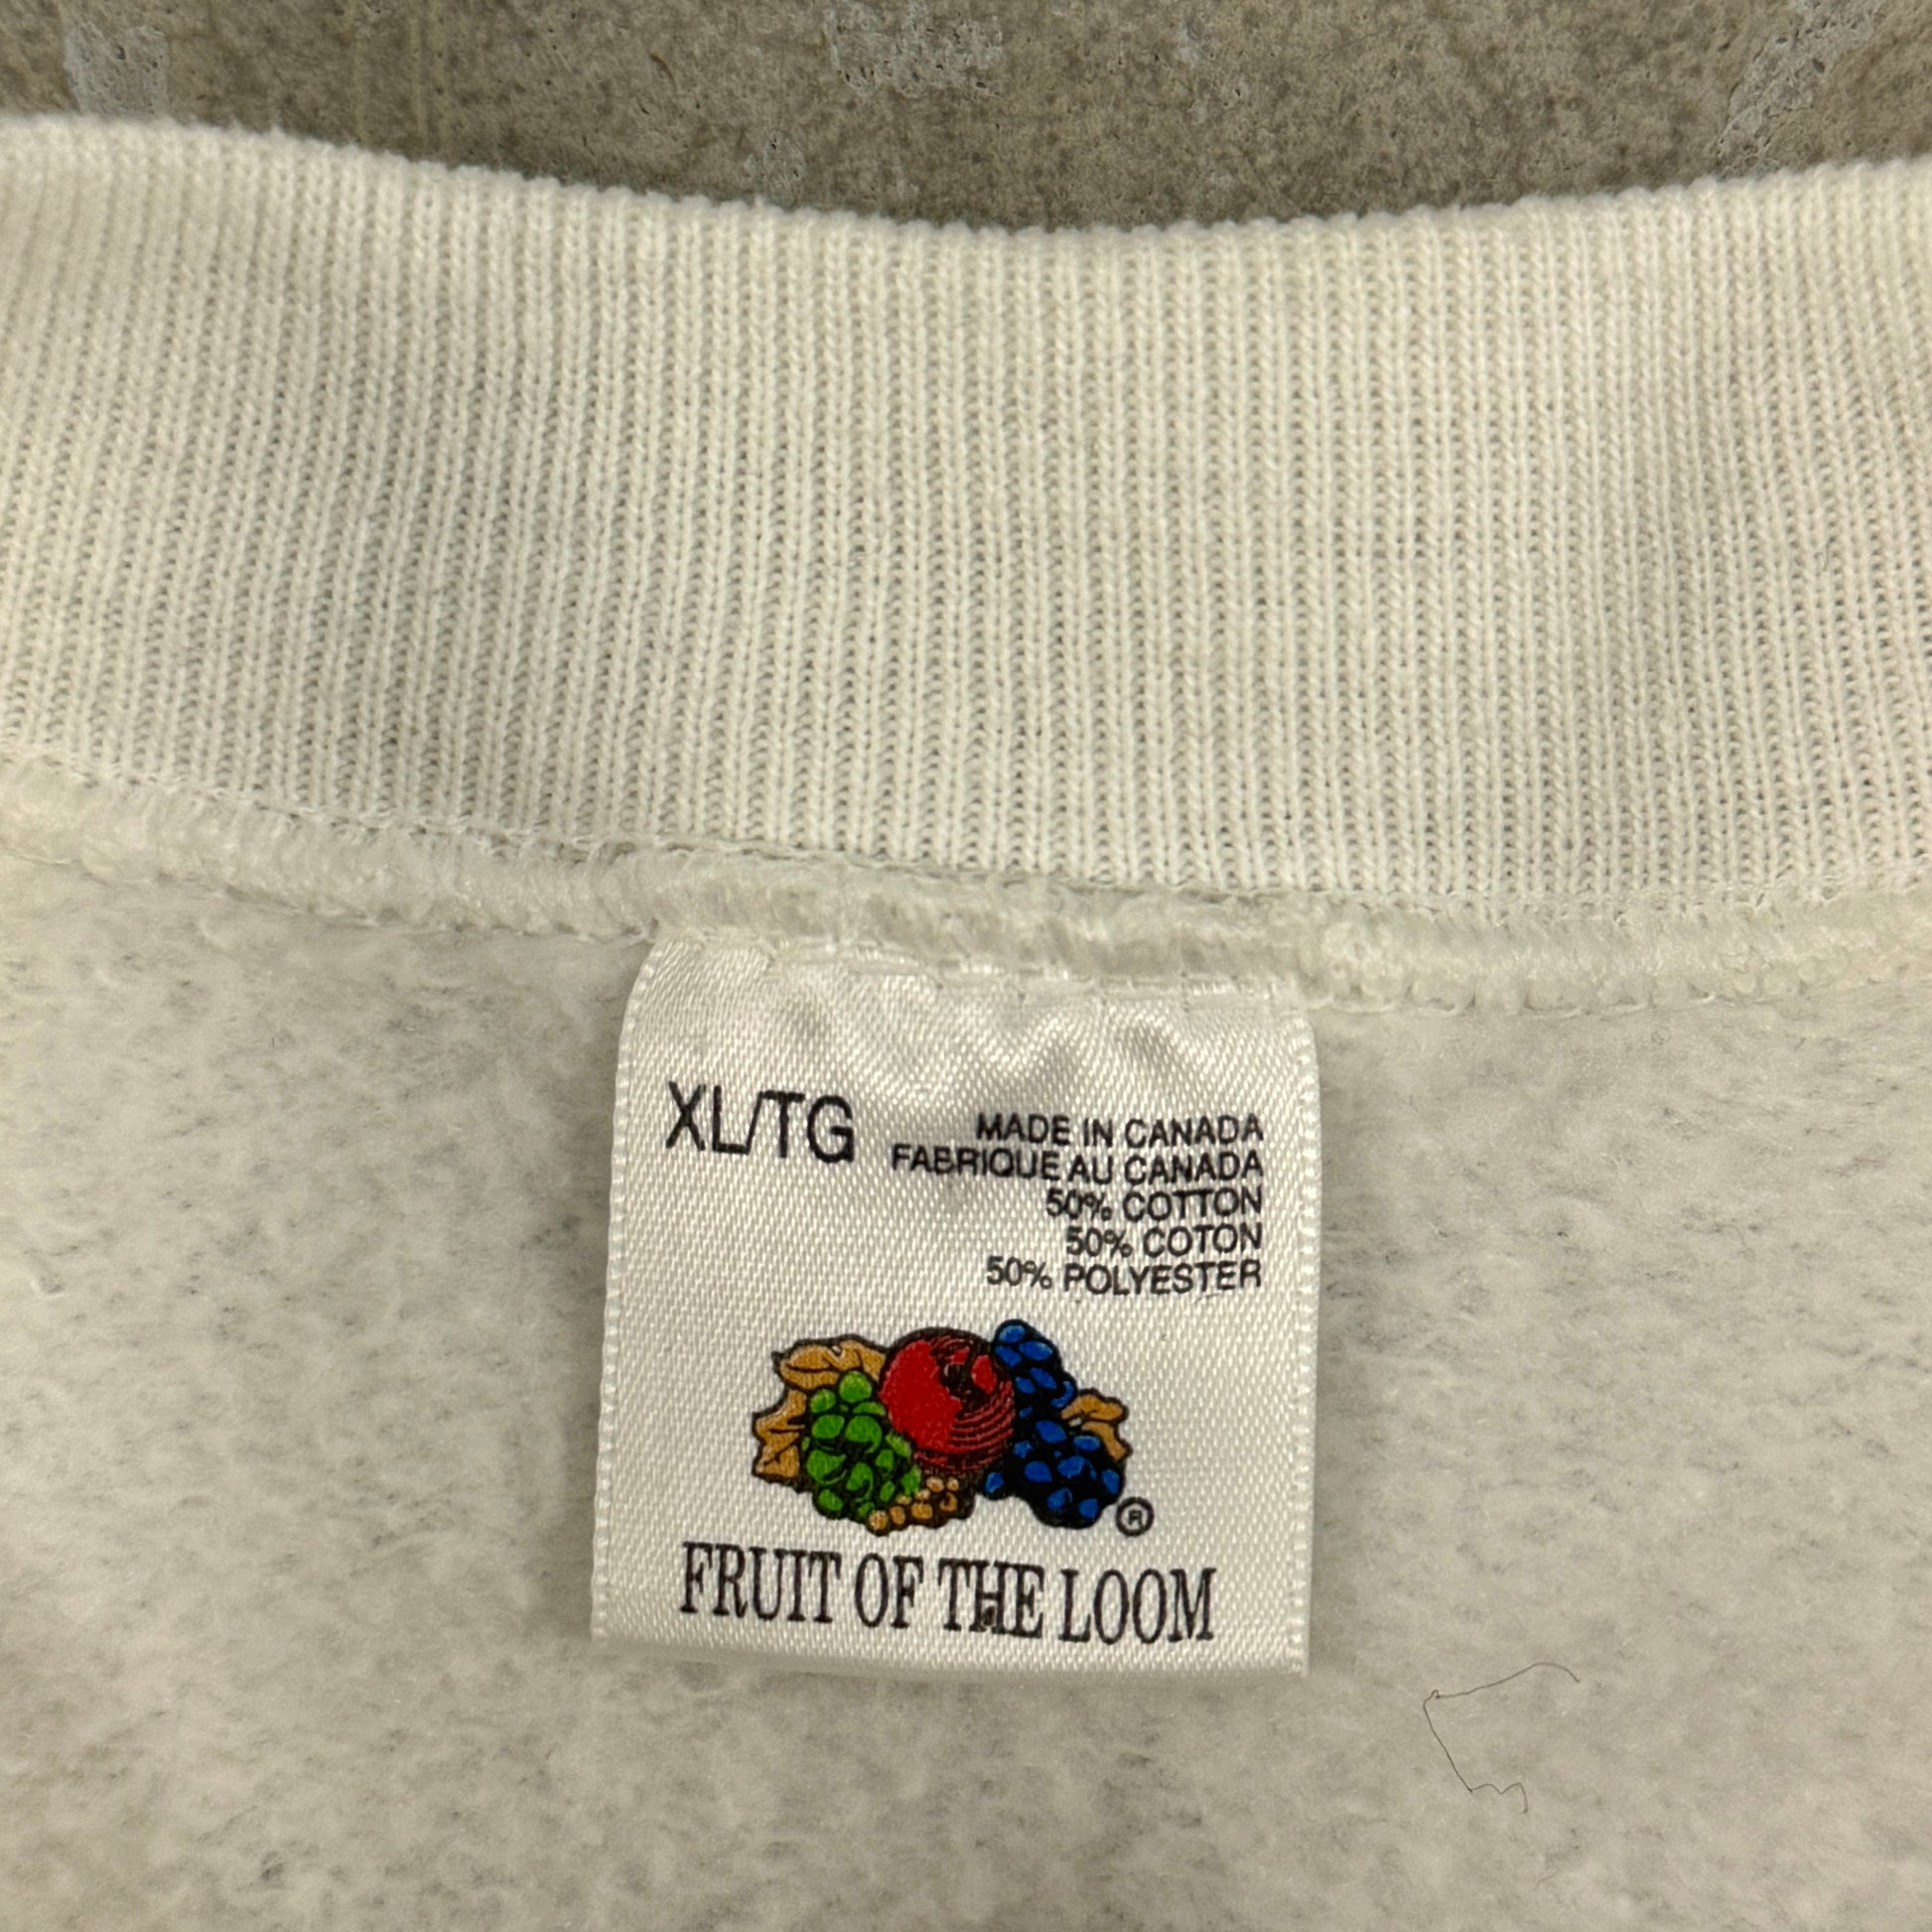 XL/TG
MADE IN CANADA
FABRIQUE AU CANADA
50% COTTON
50% COTON
50% POLYESTER
®
FRUIT OF THE LOOM